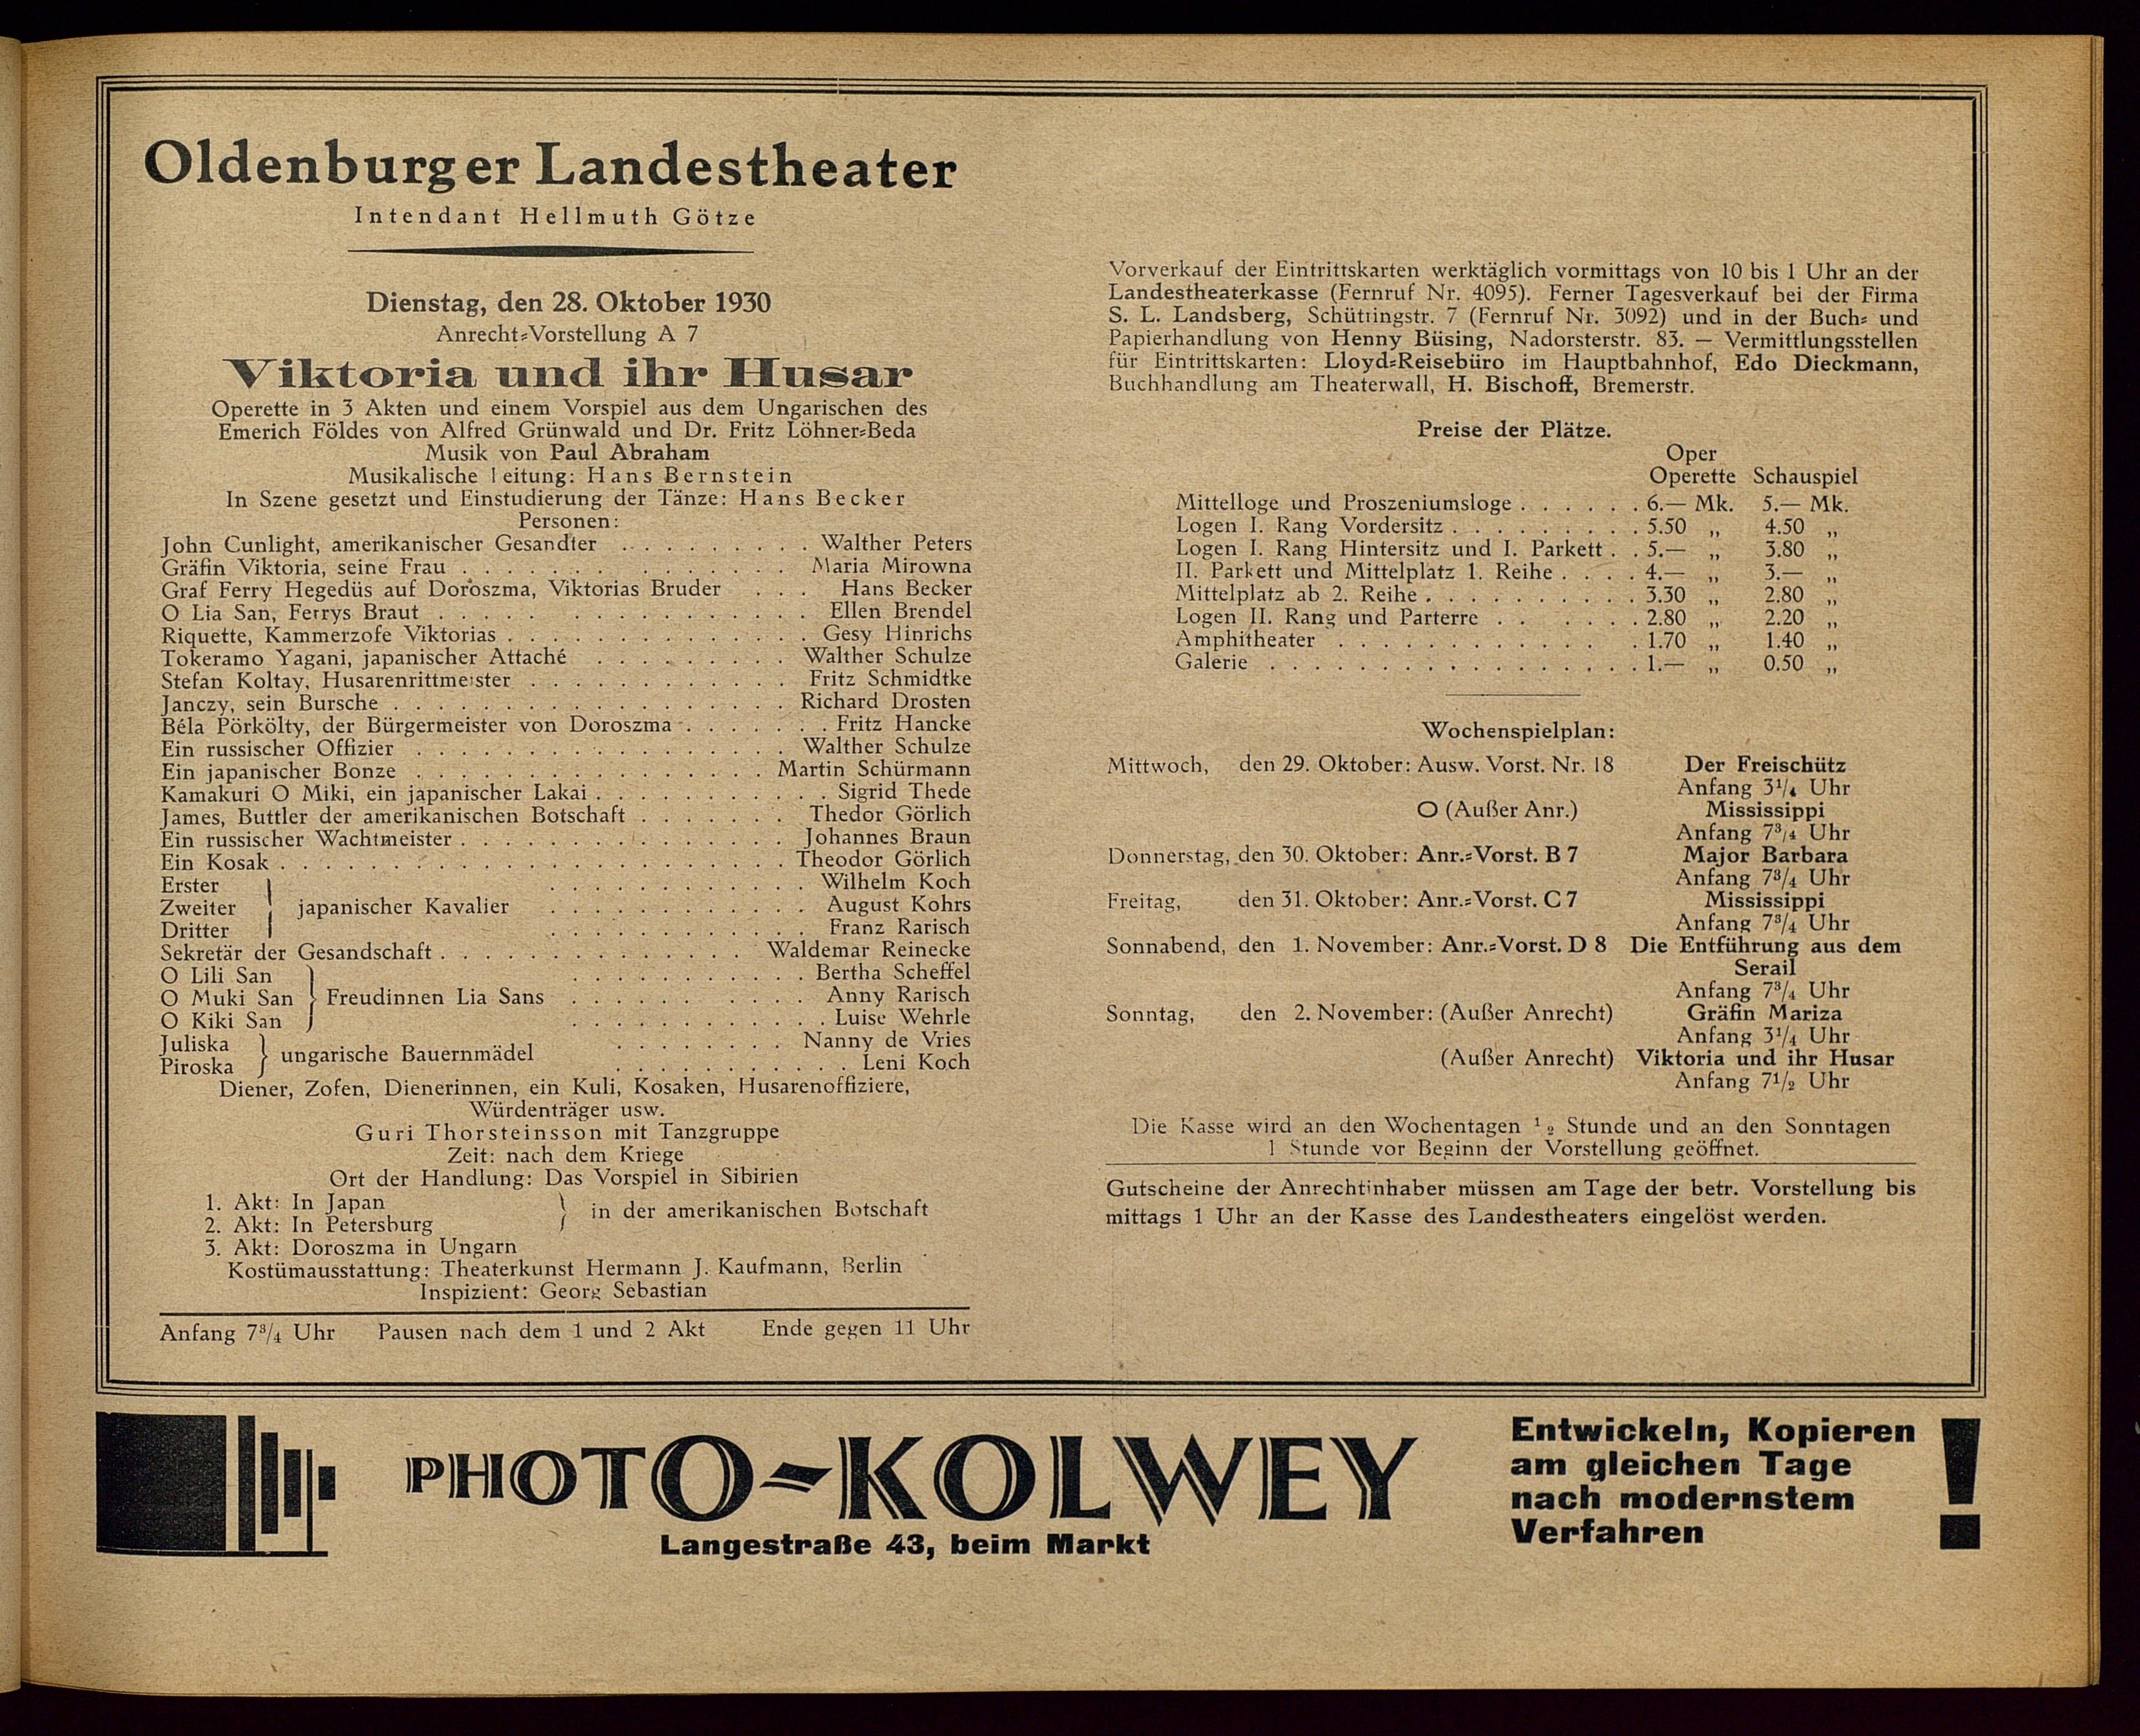 Oldenburger Landestheater
Intendant Hellmuth Götze
Dienstag, den 28. Oktober 1930
Anrecht-Vorstellung A 7
Viktoria und ihr Husar
Operette in 3 Akten und einem Vorspiel aus dem Ungarischen des
Emerich Földes von Alfred Grünwald und Dr. Fritz Löhner-Beda
Musik von Paul Abraham
Musikalische Leitung: Hans Bernstein
In Szene gesetzt und Einstudierung der Tänze: Hans Becker
Personen:
John Cunlight, amerikanischer Gesandter . . . . . . . . . Walther Peters
Gräfin Viktoria, seine Frau . . . . . . . . . . . . . . . Maria Mirowna
Graf Ferry Hegedüs auf Doroszma, Viktorias Bruder . . . Hans Becker
O Lia San, Ferrys Braut . . . . . . . . . . . . . . . . Ellen Brendel
Riquette, Kammerzofe Viktorias . . . . . . . . . . . . . . Gesy Hinrichs
Tokeramo Yagani, japanischer Attaché . . . . . . . . . Walther Schulze
Stefan Koltay, Husarenrittmeister . . . . . . . . . . . . Fritz Schmidtke
Janczy, sein Bursche . . . . . . . . . . . . . . . . . . Richard Drosten
Béla Pörkölty, der Bürgermeister von Doroszma . . . . . . . Fritz Hancke
Ein russischer Offizier . . . . . . . . . . . . . . . . . Walther Schulze
Ein japanischer Bonze . . . . . . . . . . . . . . . . Martin Schürmann
Kamakuri O Miki, ein japanischer Lakai . . . . . . . . . . . Sigrid Thede
James, Buttler der amerikanischen Botschaft . . . . . . . Thedor Görlich
Ein russischer Wachtmeister . . . . . . . . . . . . . . . Johannes Braun
Ein Kosak . . . . . . . . . . . . . . . . . . . . . . . Theodor Görlich
Erster . . . . . . . . . . . . Wilhelm Koch
Zweiter } japanischer Kavalier . . . . . . . . . . . . August Kohrs
Dritter . . . . . . . . . . . . Franz Rarisch
Sekretär der Gesandschaft . . . . . . . . . . . . . . Waldemar Reinecke
O Lili San . . . . . . . . . . . Bertha Scheffel
O Muki San } Freudinnen Lia Sans . . . . . . . . . . Anny Rarisch
O Kiki San . . . . . . . . . . . . Luise Wehrle
Juliska . . . . . . . . Nanny de Vries
} ungarische Bauernmädel
Piroska . . . . . . . . . . . Leni Koch
Diener, Zofen, Dienerinnen, ein Kuli, Kosaken, Husarenoffiziere,
Würdenträger usw.
Guri Thorsteinsson mit Tanzgruppe
Zeit: nach dem Kriege
Ort der Handlung: Das Vorspiel in Sibirien
1. Akt: In Japan
} in der amerikanischen Botschaft
2. Akt: In Petersburg
3. Akt: Doroszma in Ungarn
Kostümausstattung: Theaterkunst Hermann J. Kaufmann, Berlin
Inspizient: Georg Sebastian
Anfang 7³/₄ Uhr Pausen nach dem 1 und 2 Akt Ende gegen 11 Uhr
Vorverkauf der Eintrittskarten werktäglich vormittags von 10 bis 1 Uhr an der
Landestheaterkasse (Fernruf Nr. 4095). Ferner Tagesverkauf bei der Firma
S. L. Landsberg, Schüttingstr. 7 (Fernruf Nr. 3092) und in der Buch- und
Papierhandlung von Henny Büsing, Nadorsterstr. 83. — Vermittlungsstellen
für Eintrittskarten: Lloyd-Reisebüro im Hauptbahnhof, Edo Dieckmann,
Buchhandlung am Theaterwall, H. Bischoff, Bremerstr.
Preise der Plätze.
Oper
Operette Schauspiel
Mittelloge und Proszeniumsloge . . . . . . 6.— Mk. 5.— Mk.
Logen I. Rang Vordersitz . . . . . . . . . 5.50 „ 4.50 „
Logen I. Rang Hintersitz und I. Parkett . . 5.— „ 3.80 „
II. Parkett und Mittelplatz 1. Reihe . . . . 4.— „ 3.— „
Mittelplatz ab 2. Reihe . . . . . . . . . . 3.30 „ 2.80 „
Logen II. Rang und Parterre . . . . . . 2.80 „ 2.20 „
Amphitheater . . . . . . . . . . . . 1.70 „ 1.40 „
Galerie . . . . . . . . . . . . . . . . . 1.— „ 0.50 „
Wochenspielplan:
Mittwoch, den 29. Oktober: Ausw. Vorst. Nr. 18 Der Freischütz
Anfang 3¹/₄ Uhr
O (Außer Anr.) Mississippi
Anfang 7³/₄ Uhr
Donnerstag, den 30. Oktober: Anr.-Vorst. B 7 Major Barbara
Anfang 7³/₄ Uhr
Freitag, den 31. Oktober: Anr.-Vorst. C 7 Mississippi
Anfang 7³/₄ Uhr
Sonnabend, den 1. November: Anr.-Vorst. D 8 Die Entführung aus dem
Serail
Anfang 7³/₄ Uhr
Sonntag, den 2. November: (Außer Anrecht) Gräfin Mariza
Anfang 3¹/₄ Uhr
(Außer Anrecht) Viktoria und ihr Husar
Anfang 7¹/₂ Uhr
Die Kasse wird an den Wochentagen ¹/₂ Stunde und an den Sonntagen
1 Stunde vor Beginn der Vorstellung geöffnet.
Gutscheine der Anrechtinhaber müssen am Tage der betr. Vorstellung bis
mittags 1 Uhr an der Kasse des Landestheaters eingelöst werden.
PHOTO-KOLWEY
Langestraße 43, beim Markt
Entwickeln, Kopieren
am gleichen Tage
nach modernstem
Verfahren !